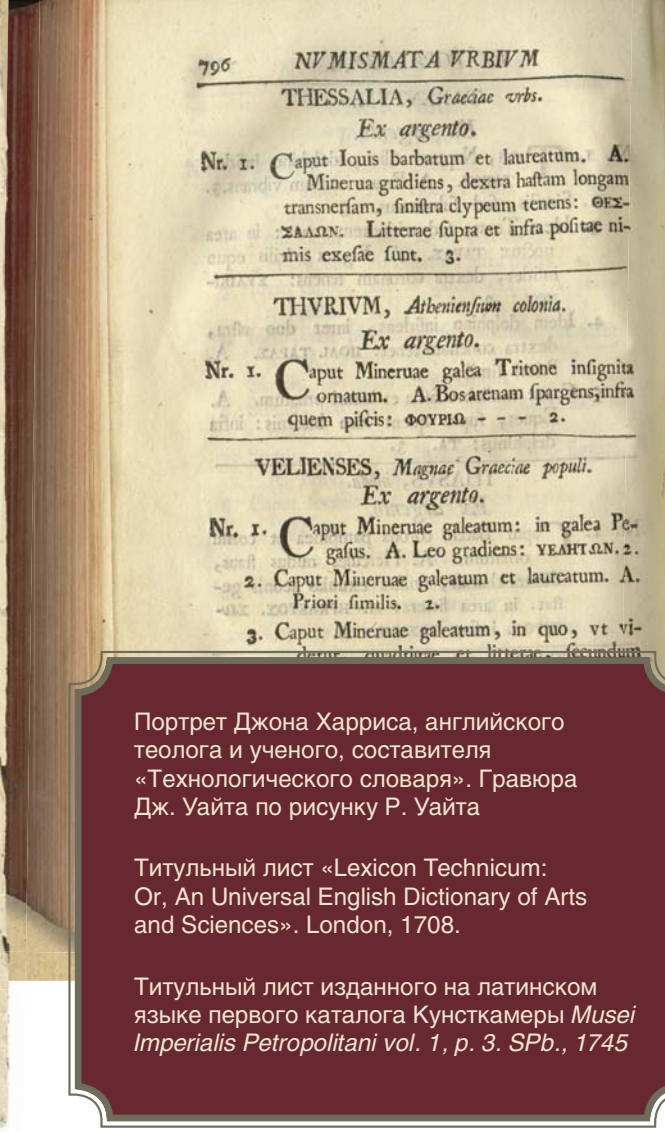 796 NVMISMATA VRBIVM
THESSALIA, Graeciae vrbs.
Ex argento.
Nr. 1. Caput Iouis barbatum et laureatum. A.
Minerua gradiens, dextra haſtam longam
transuerſam, ſiniſtra clypeum tenens: ΘΕΣ-
ΣΑΛΩΝ. Litterae ſupra et infra poſitae ni-
mis exeſae ſunt. 3.
THVRIVM, Athenienſium colonia.
Ex argento.
Nr. 1. Caput Mineruae galea Tritone inſignita
ornatum. A. Bos arenam ſpargens, infra
quem piſcis: ΦΟΥΡΙΩ - - - 2.
VELIENSES, Magnae Graeciae populi.
Ex argento.
Nr. 1. Caput Mineruae galeatum: in galea Pe-
gaſus. A. Leo gradiens: ΥΕΛΗΤΩΝ. 2.
2. Caput Mineruae galeatum et laureatum. A.
Priori ſimilis. 2.
3. Caput Mineruae galeatum, in quo, vt vi-
detur, quadrigae et litterae, ſecundum
Портрет Джона Харриса, английского
теолога и ученого, составителя
«Технологического словаря». Гравюра
Дж. Уайта по рисунку Р. Уайта
Титульный лист «Lexicon Technicum:
Or, An Universal English Dictionary of Arts
and Sciences». London, 1708.
Титульный лист изданного на латинском
языке первого каталога Кунсткамеры Musei
Imperialis Petropolitani vol. 1, p. 3. SPb., 1745